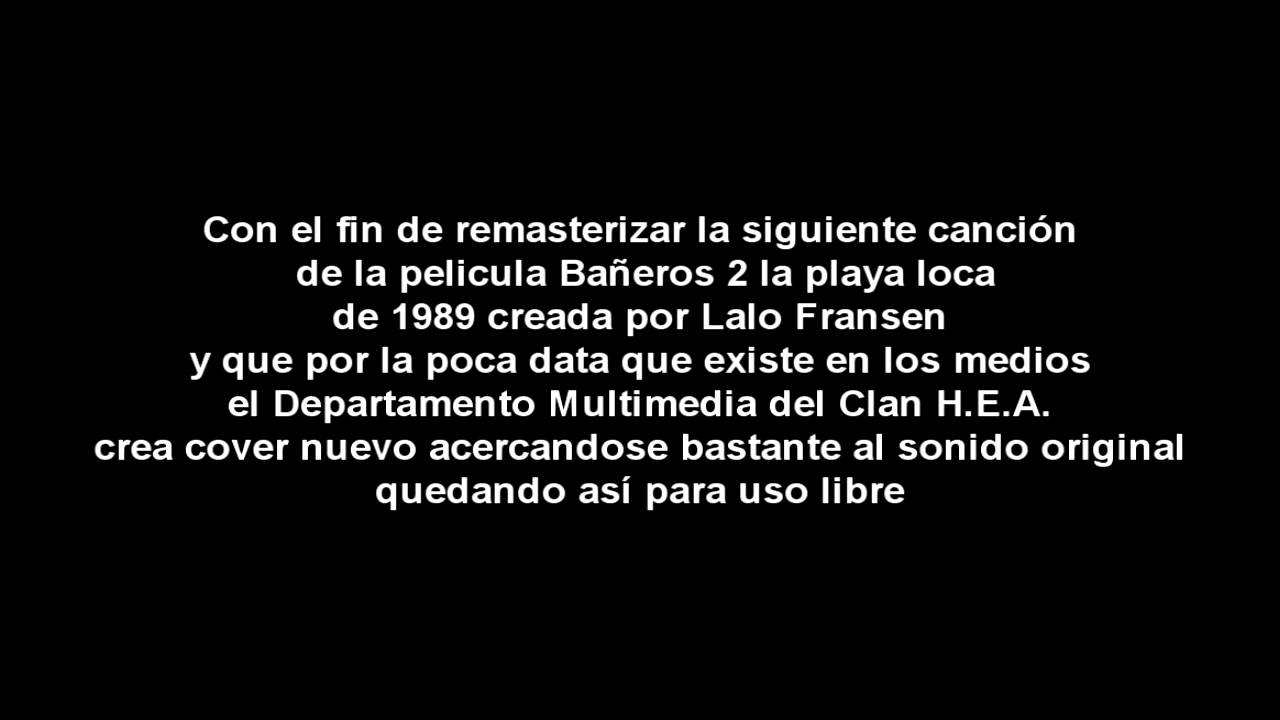 Con el fin de remasterizar la siguiente canción
de la pelicula Bañeros 2 la playa loca
de 1989 creada por Lalo Fransen
y que por la poca data que existe en los medios
el Departamento Multimedia del Clan H.E.A.
crea cover nuevo acercandose bastante al sonido original
quedando así para uso libre